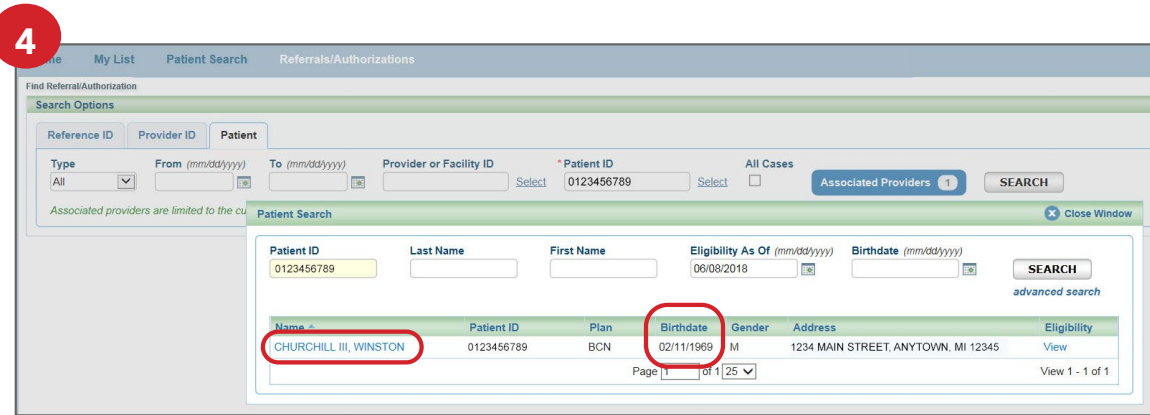 4
My List Patient Search Referrals/Authorizations
Find Referral/Authorization
Search Options
Reference ID Provider ID Patient
Type From (mm/dd/yyyy) To (mm/dd/yyyy) Provider or Facility ID *Patient ID All Cases
All Select 0123456789 Select Associated Providers 1 SEARCH
Associated providers are limited to the cu
Patient Search Close Window
Patient ID Last Name First Name Eligibility As Of (mm/dd/yyyy) Birthdate (mm/dd/yyyy)
0123456789 06/08/2018 SEARCH
advanced search
Name Patient ID Plan Birthdate Gender Address Eligibility
CHURCHILL III, WINSTON 0123456789 BCN 02/11/1969 M 1234 MAIN STREET, ANYTOWN, MI 12345 View
Page 1 of 1 25 View 1 - 1 of 1